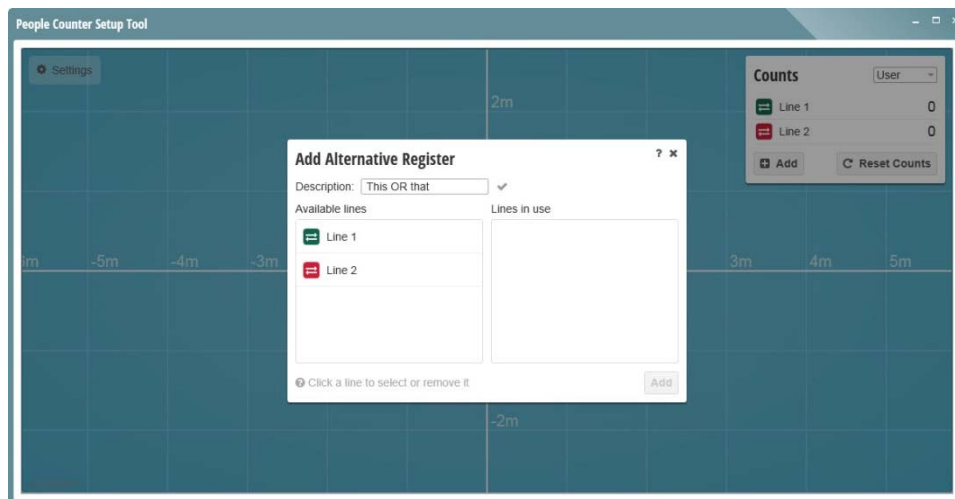 People Counter Setup Tool
Settings
Counts
User
Line 1 0
Line 2 0
Add Reset Counts
2m
Add Alternative Register
? ×
Description: This OR that
Available lines Lines in use
Line 1
Line 2
-5m -4m -3m 3m 4m 5m
Click a line to select or remove it
Add
-2m